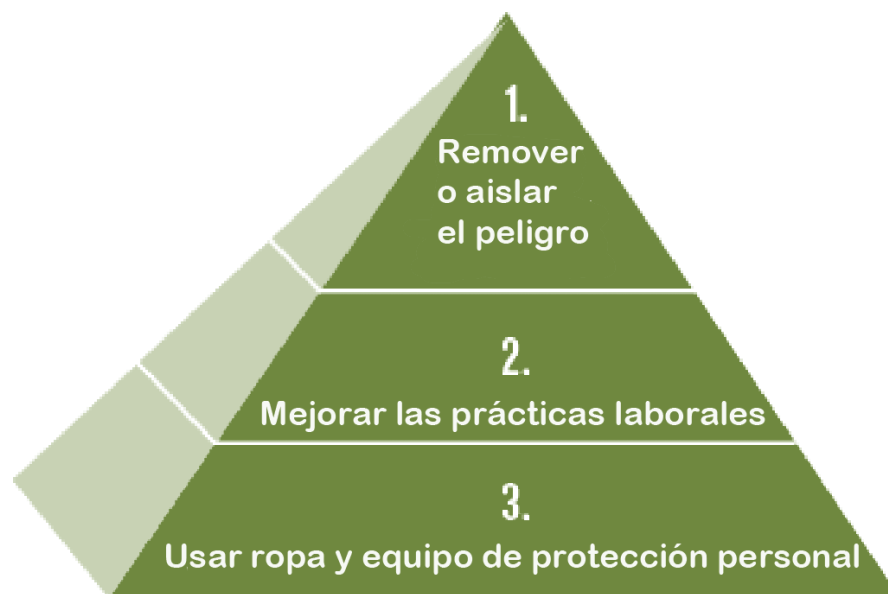 1.
Remover
o aislar
el peligro
2.
Mejorar las prácticas laborales
3.
Usar ropa y equipo de protección personal